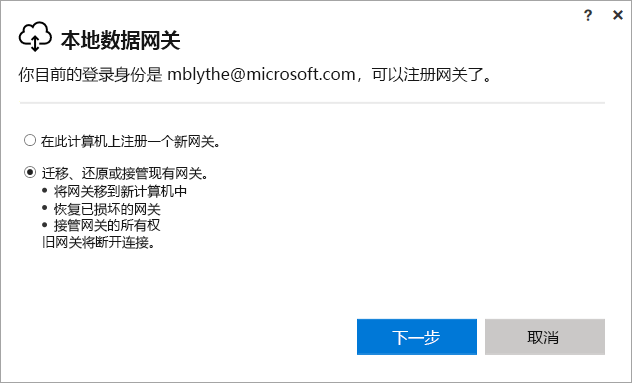 ? ×
本地数据网关
你目前的登录身份是 mblythe@microsoft.com，可以注册网关了。
在此计算机上注册一个新网关。
迁移、还原或接管现有网关。
• 将网关移到新计算机中
• 恢复已损坏的网关
• 接管网关的所有权
旧网关将断开连接。
下一步 取消